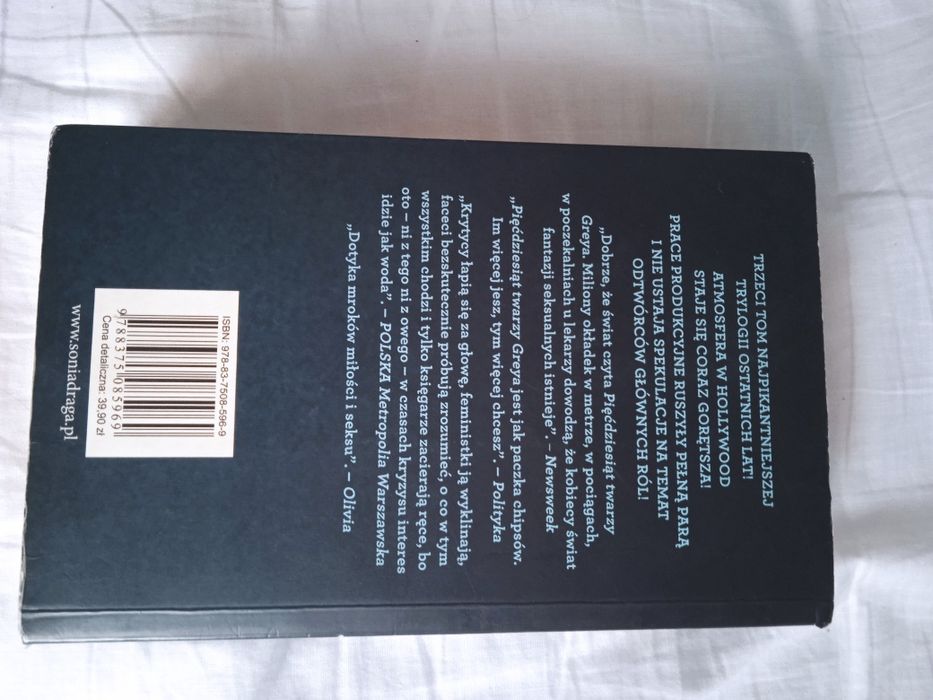 TRZECI TOM NAJPIKANTNIEJSZEJ
TRYLOGII OSTATNICH LAT!
ATMOSFERA W HOLLYWOOD
STAJE SIĘ CORAZ GORĘTSZA!
PRACE PRODUKCYJNE RUSZYŁY PEŁNĄ PARĄ
I NIE USTAJĄ SPEKULACJE NA TEMAT
ODTWÓRCÓW GŁÓWNYCH RÓL!
„Dobrze, że świat czyta Pięćdziesiąt twarzy
Greya. Miliony okładek w metrze, w pociągach,
w poczekalniach u lekarzy dowodzą, że kobiecy świat
fantazji seksualnych istnieje”. – Newsweek
„Pięćdziesiąt twarzy Greya jest jak paczka chipsów.
Im więcej jesz, tym więcej chcesz”. – Polityka
„Krytycy łapią się za głowę, feministki ją wyklinają,
faceci bezskutecznie próbują zrozumieć, o co w tym
wszystkim chodzi i tylko księgarze zacierają ręce, bo
oto – ni z tego ni z owego – w czasach kryzysu interes
idzie jak woda”. – POLSKA Metropolia Warszawska
„Dotyka mroków miłości i seksu”. – Olivia
ISBN: 978-83-7508-596-9
9 788375 085969
Cena detaliczna: 39,90 zł
www.soniadraga.pl